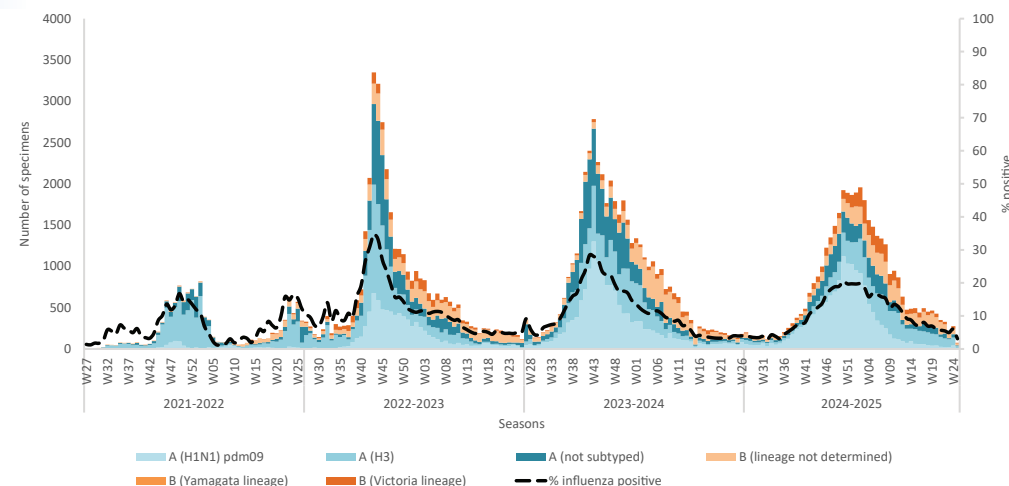 4000
3500
3000
2500
2000
1500
1000
500
0
Number of specimens
100
90
80
70
60
50
40
30
20
10
0
% positive
W27 W32 W37 W42 W47 W52 W05 W10 W15 W20 W25 W30 W35 W40 W45 W50 W03 W08 W13 W18 W23 W28 W33 W38 W43 W48 W01 W06 W11 W16 W21 W26 W31 W36 W41 W46 W51 W04 W09 W14 W19 W24
2021-2022 2022-2023 2023-2024 2024-2025
Seasons
A (H1N1) pdm09 A (H3) A (not subtyped) B (lineage not determined)
B (Yamagata lineage) B (Victoria lineage) % influenza positive